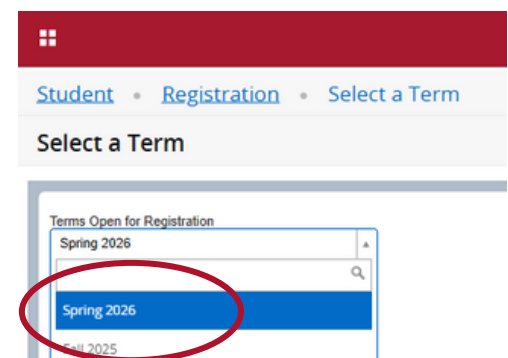 Student • Registration • Select a Term
Select a Term
Terms Open for Registration
Spring 2026
Spring 2026
Fall 2025